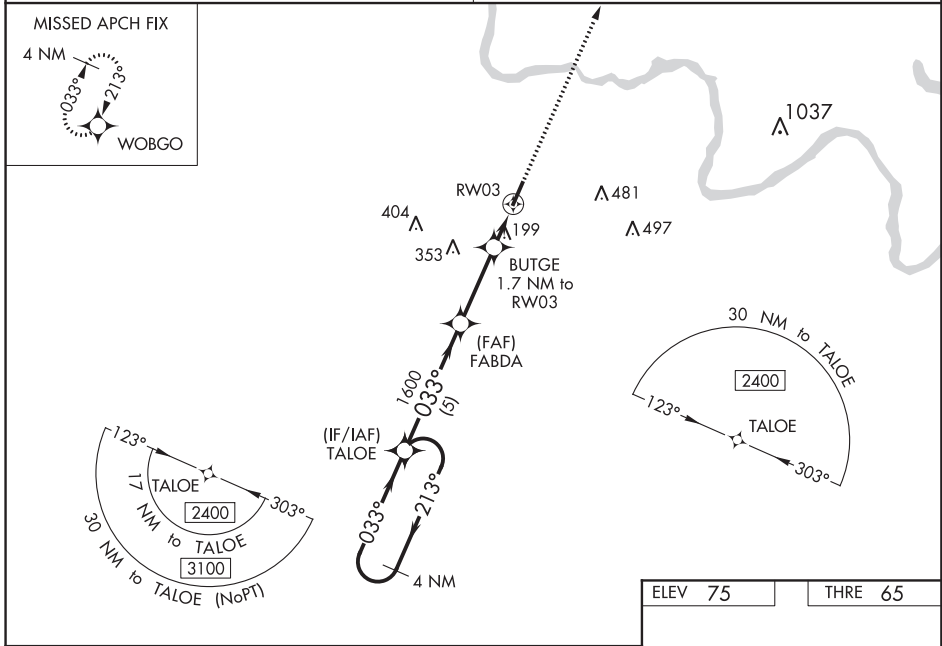 MISSED APCH FIX
4 NM
033°
213°
WOBGO
1037
RW03
481
404
199
497
353
BUTGE
1.7 NM to
RW03
(FAF)
FABDA
1600
033°
(5)
(IF/IAF)
TALOE
033°
213°
4 NM
30 NM to TALOE
2400
123°
TALOE
303°
123°
TALOE
303°
2400
17 NM to TALOE
3100
30 NM to TALOE (NoPT)
ELEV 75
THRE 65